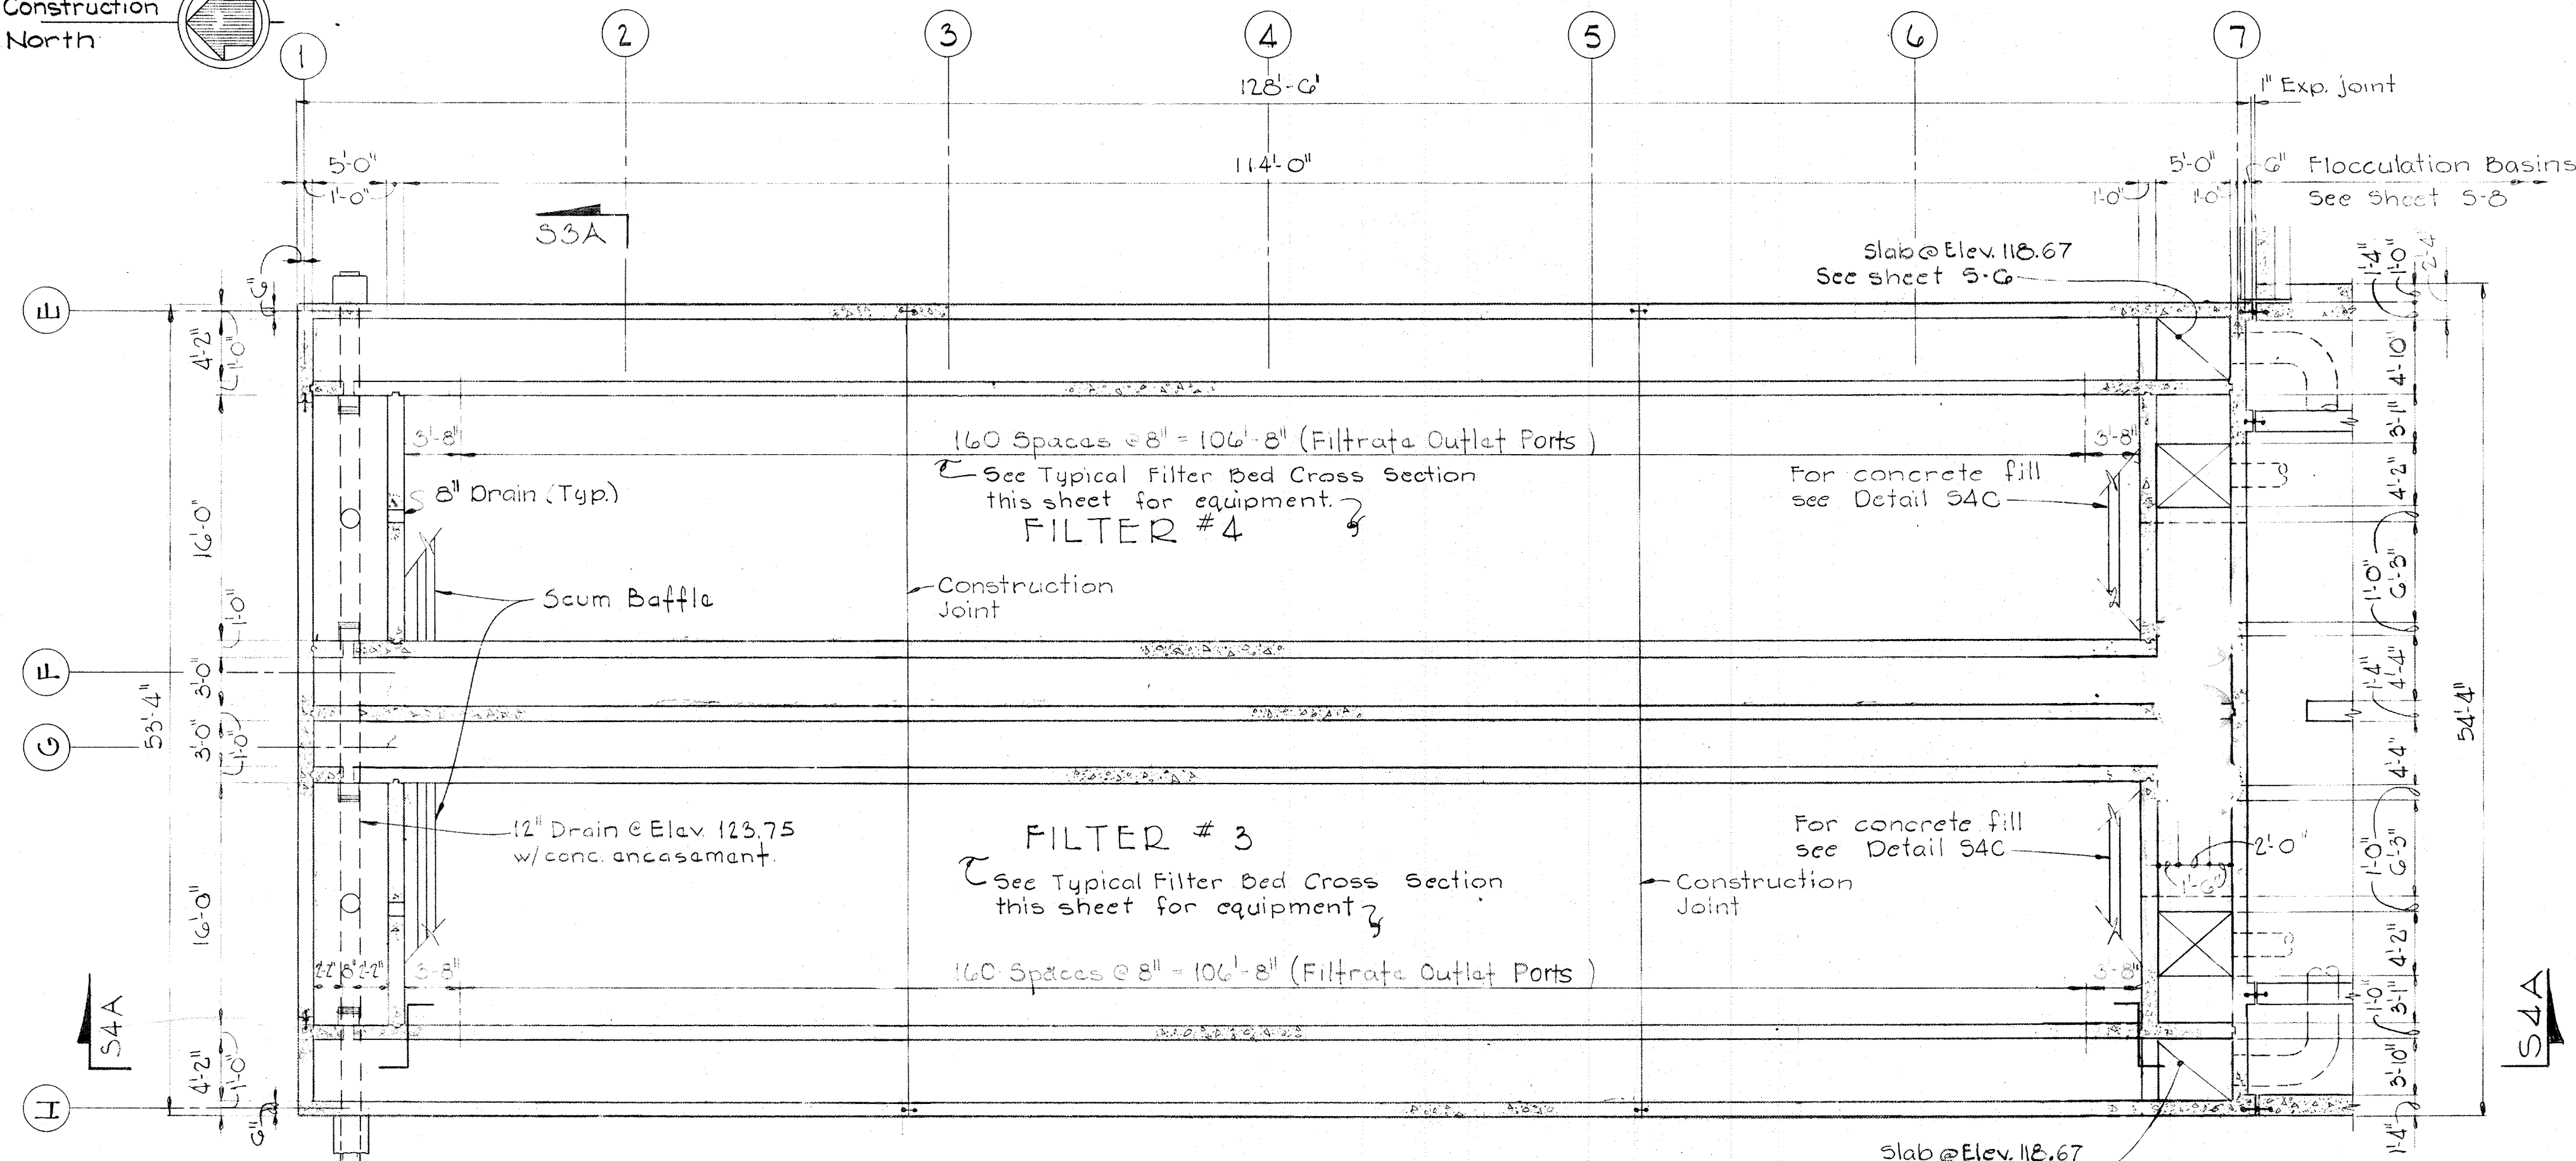 Construction
North
1
2
3
4
5
6
7
128'-6"
1" Exp. joint
5'-0"
114'-0"
5'-0"
6"
Flocculation Basins
See Sheet S-8
1'-0"
1'-0"
1'-0"
S3A
Slab @ Elev. 118.67
See sheet S-6
6"
E
4'-2"
1'-0"
1'-4"
1'-0"
2'-4"
4'-10"
3'-8"
160 Spaces @ 8" = 106'-8" (Filtrate Outlet Ports)
3'-8"
3'-1"
See Typical Filter Bed Cross Section
this sheet for equipment.
FILTER #4
8" Drain (Typ.)
For concrete fill
see Detail S4C
4'-2"
16'-0"
Scum Baffle
Construction
Joint
1'-0"
6'-3"
1'-0"
F
3'-0"
53'-4"
1'-4"
4'-4"
54'-4"
G
3'-0"
1'-0"
4'-4"
12" Drain @ Elev. 123.75
w/conc. encasement.
FILTER #3
See Typical Filter Bed Cross Section
this sheet for equipment
For concrete fill
see Detail S4C
2'-0"
1'-6"
Construction
Joint
1'-0"
6'-3"
16'-0"
2'-2"
8"
2'-2"
3'-8"
160 Spaces @ 8" = 106'-8" (Filtrate Outlet Ports)
3'-8"
4'-2"
1'-0"
3'-1"
S4A
S4A
4'-2"
1'-0"
3'-10"
H
6"
1'-4"
Slab @ Elev. 118.67